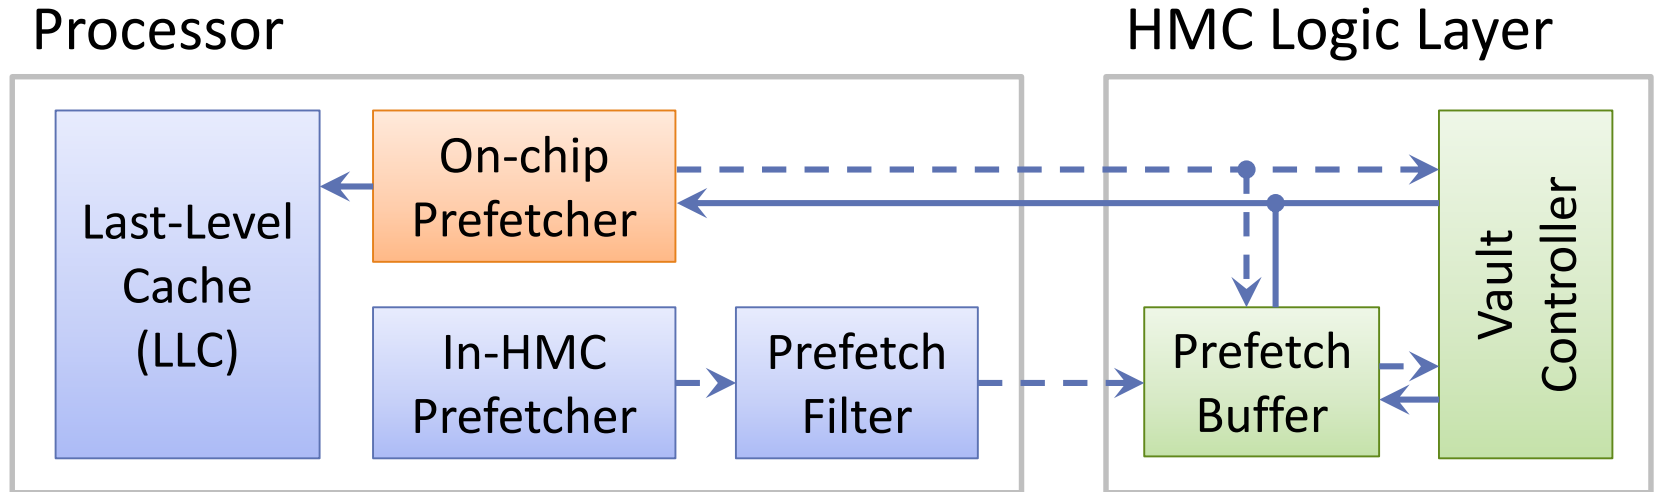 Processor
HMC Logic Layer
Last-Level
Cache
(LLC)
On-chip
Prefetcher
In-HMC
Prefetcher
Prefetch
Filter
Prefetch
Buffer
Vault
Controller